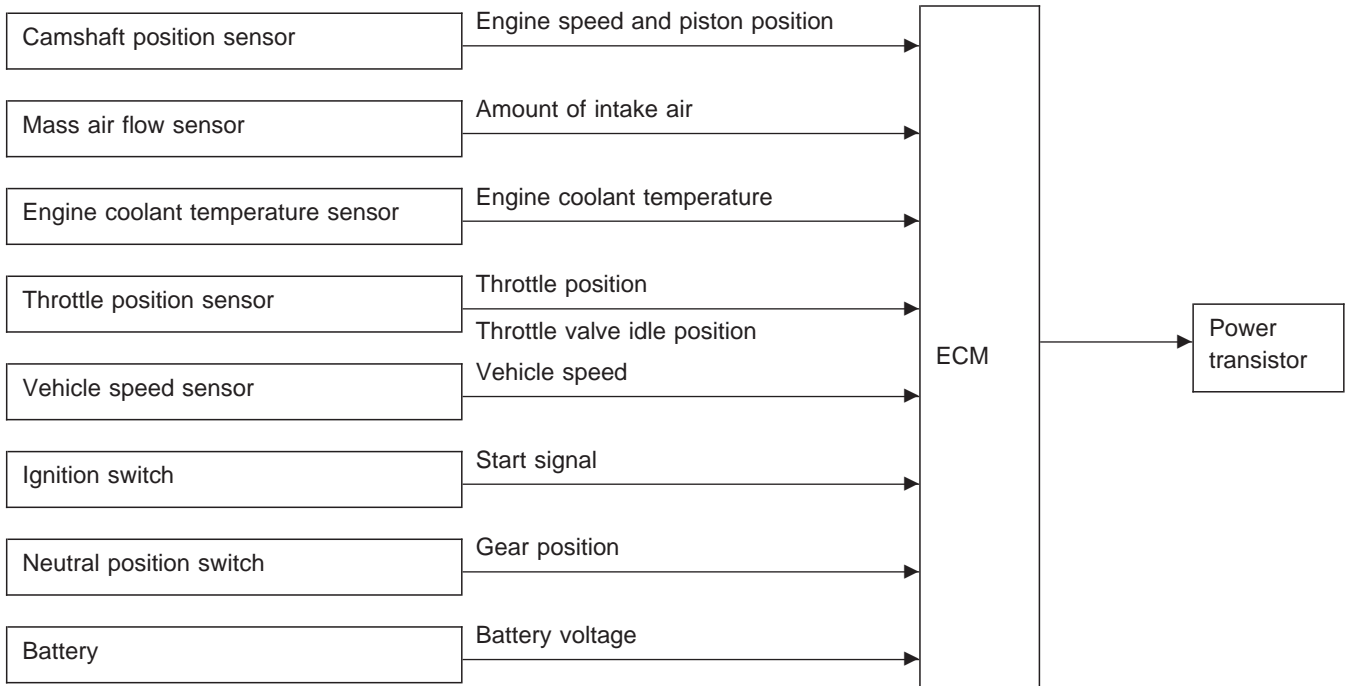 Camshaft position sensor
Engine speed and piston position
Mass air flow sensor
Amount of intake air
Engine coolant temperature sensor
Engine coolant temperature
Throttle position sensor
Throttle position
Throttle valve idle position
Vehicle speed sensor
Vehicle speed
Ignition switch
Start signal
Neutral position switch
Gear position
Battery
Battery voltage
ECM
Power
transistor